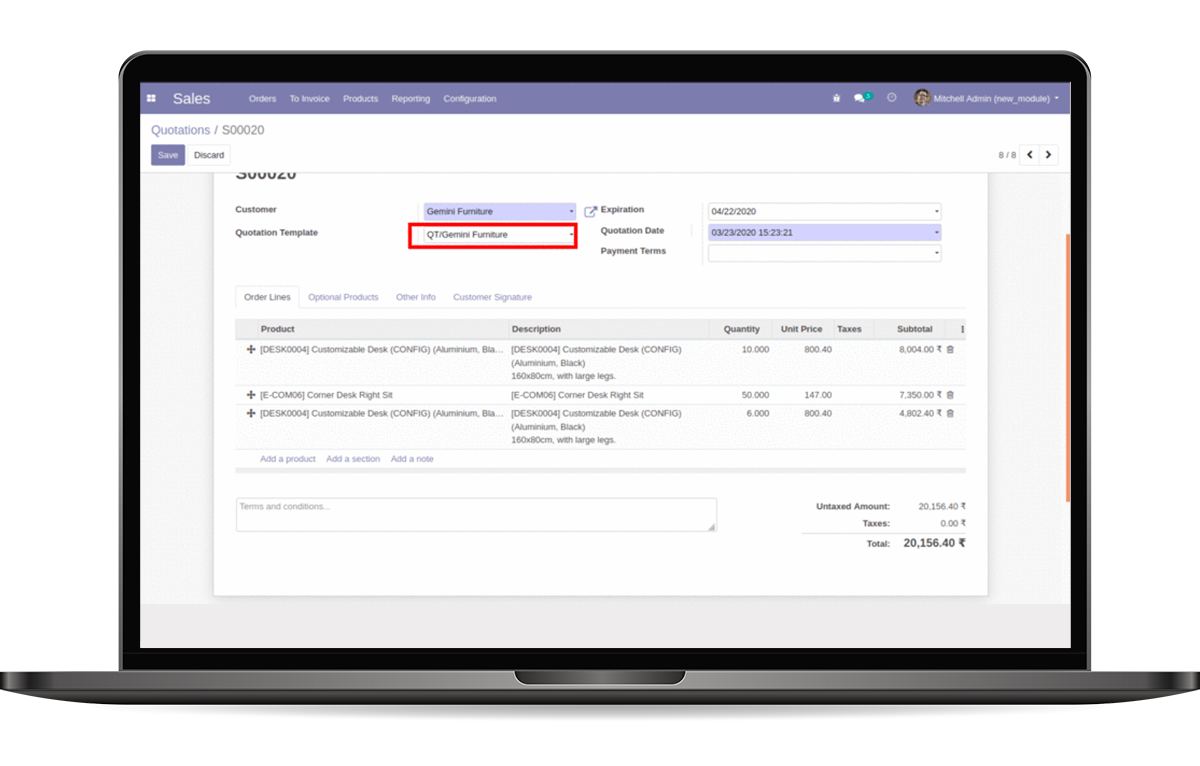 Sales Orders To Invoice Products Reporting Configuration 3 Mitchell Admin (new_module)
Quotations / S00020
Save Discard 8 / 8
S00020
Customer Gemini Furniture Expiration 04/22/2020
Quotation Template QT/Gemini Furniture Quotation Date 03/23/2020 15:23:21
Payment Terms
Order Lines Optional Products Other Info Customer Signature
Product Description Quantity Unit Price Taxes Subtotal
[DESK0004] Customizable Desk (CONFIG) (Aluminium, Bla... [DESK0004] Customizable Desk (CONFIG) 10.000 800.40 8,004.00 ₹
(Aluminium, Black)
160x80cm, with large legs.
[E-COM06] Corner Desk Right Sit [E-COM06] Corner Desk Right Sit 50.000 147.00 7,350.00 ₹
[DESK0004] Customizable Desk (CONFIG) (Aluminium, Bla... [DESK0004] Customizable Desk (CONFIG) 6.000 800.40 4,802.40 ₹
(Aluminium, Black)
160x80cm, with large legs.
Add a product Add a section Add a note
Terms and conditions... Untaxed Amount: 20,156.40 ₹
Taxes: 0.00 ₹
Total: 20,156.40 ₹